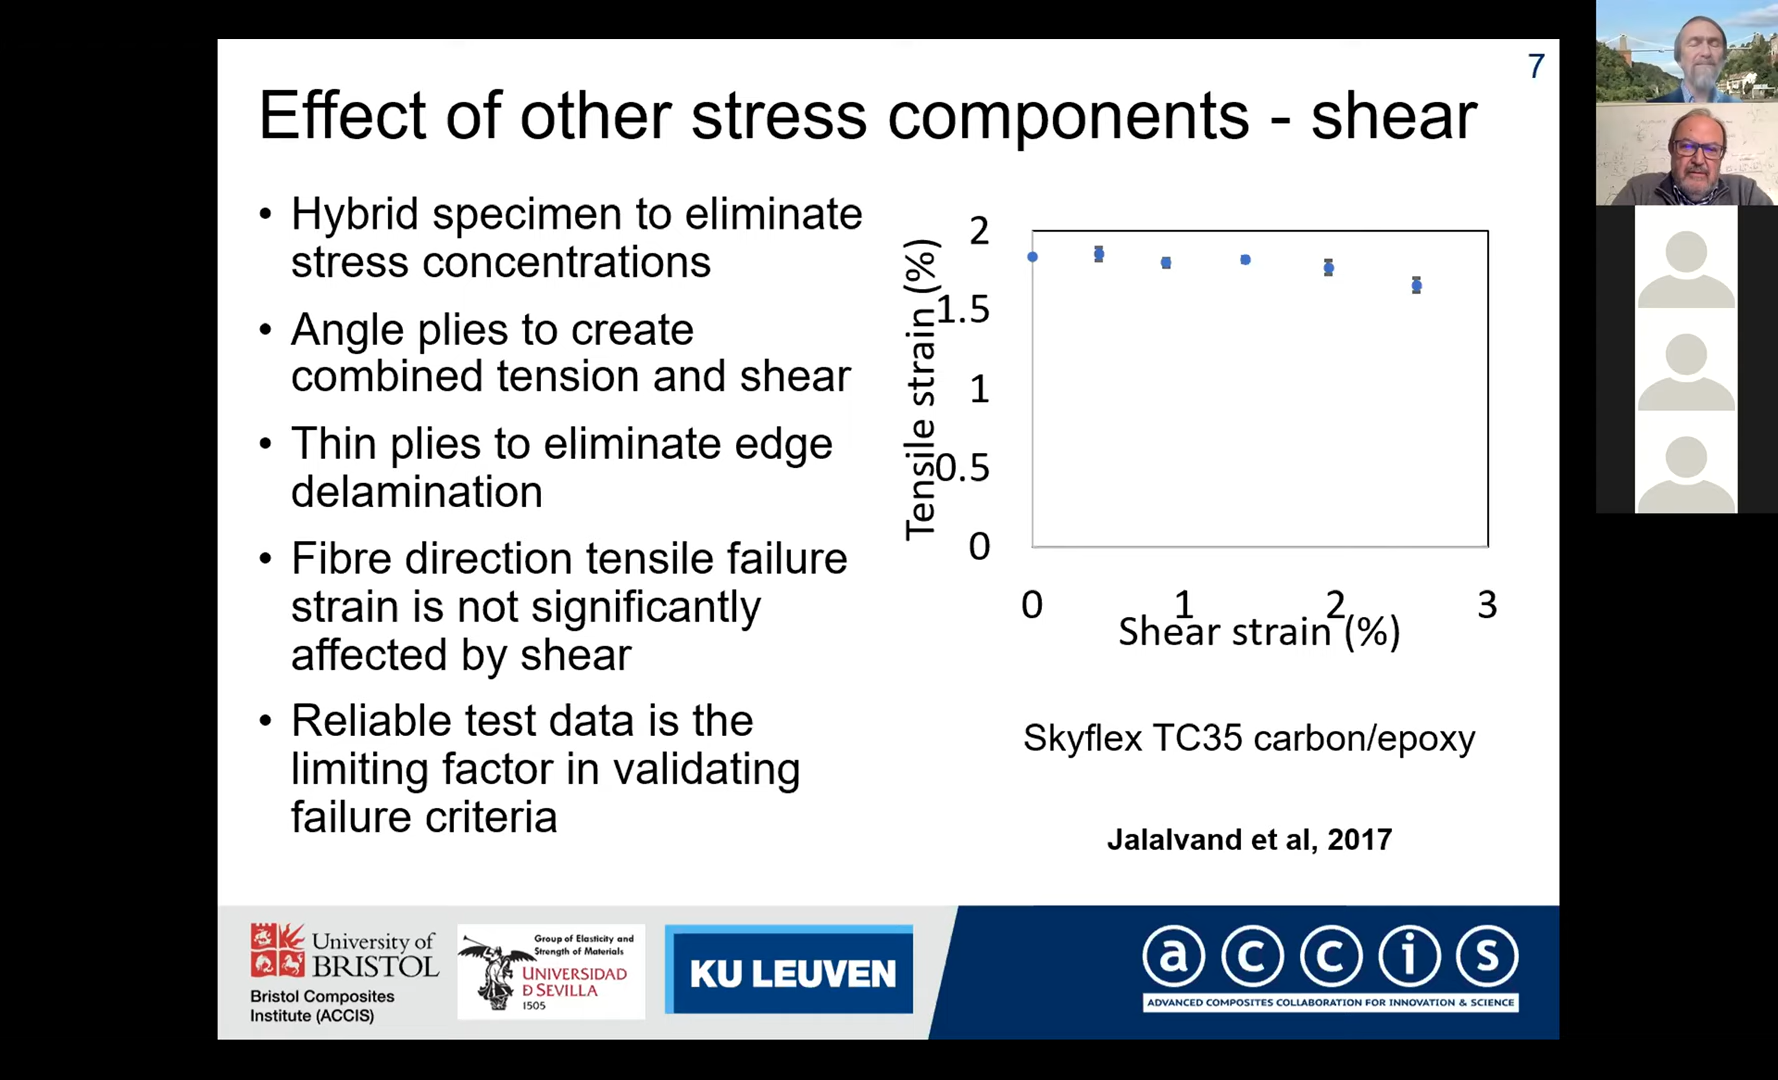 7
Effect of other stress components - shear
• Hybrid specimen to eliminate
stress concentrations
• Angle plies to create
combined tension and shear
• Thin plies to eliminate edge
delamination
• Fibre direction tensile failure
strain is not significantly
affected by shear
• Reliable test data is the
limiting factor in validating
failure criteria
Tensile strain (%)
2
1.5
1
0.5
0
0 1 2 3
Shear strain (%)
Skyflex TC35 carbon/epoxy
Jalalvand et al, 2017
University of
BRISTOL
Bristol Composites
Institute (ACCIS)
Group of Elasticity and
Strength of Materials
UNIVERSIDAD
D SEVILLA
1505
KU LEUVEN
accis
ADVANCED COMPOSITES COLLABORATION FOR INNOVATION & SCIENCE